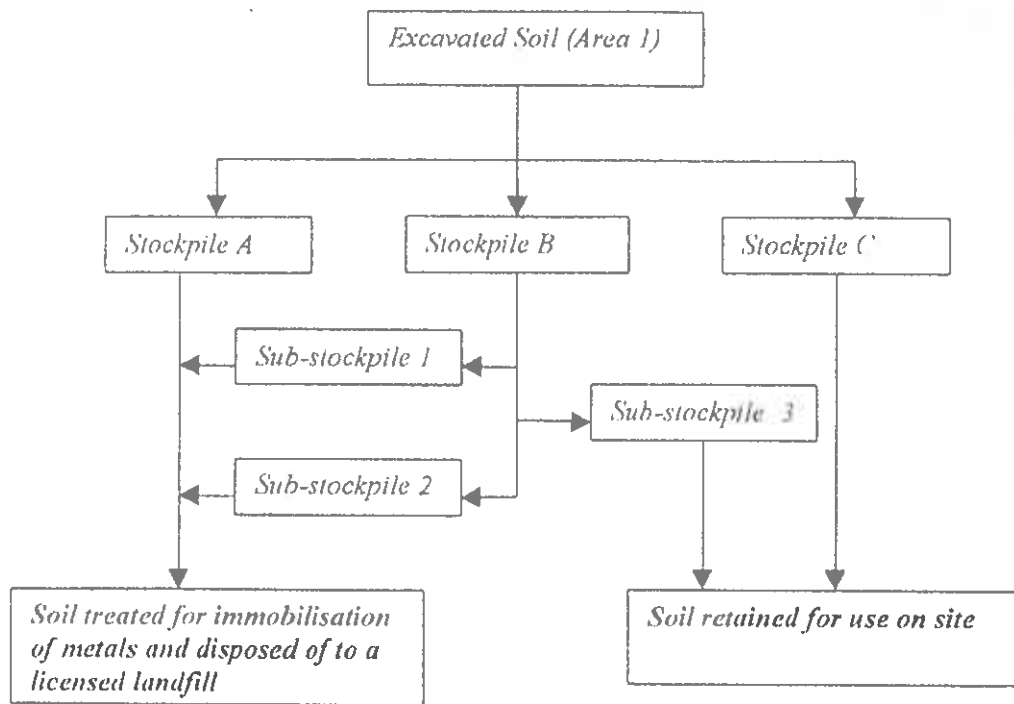 Excavated Soil (Area 1)
Stockpile A
Stockpile B
Stockpile C
Sub-stockpile 1
Sub-stockpile 3
Sub-stockpile 2
Soil treated for immobilisation
of metals and disposed of to a
licensed landfill
Soil retained for use on site